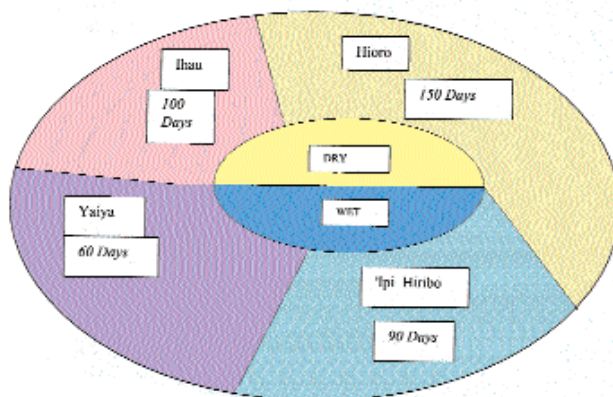 Ihau
100
Days
Hioro
150 Days
DRY
WET
Yaiya
60 Days
'Ipi Hiribo
90 Days